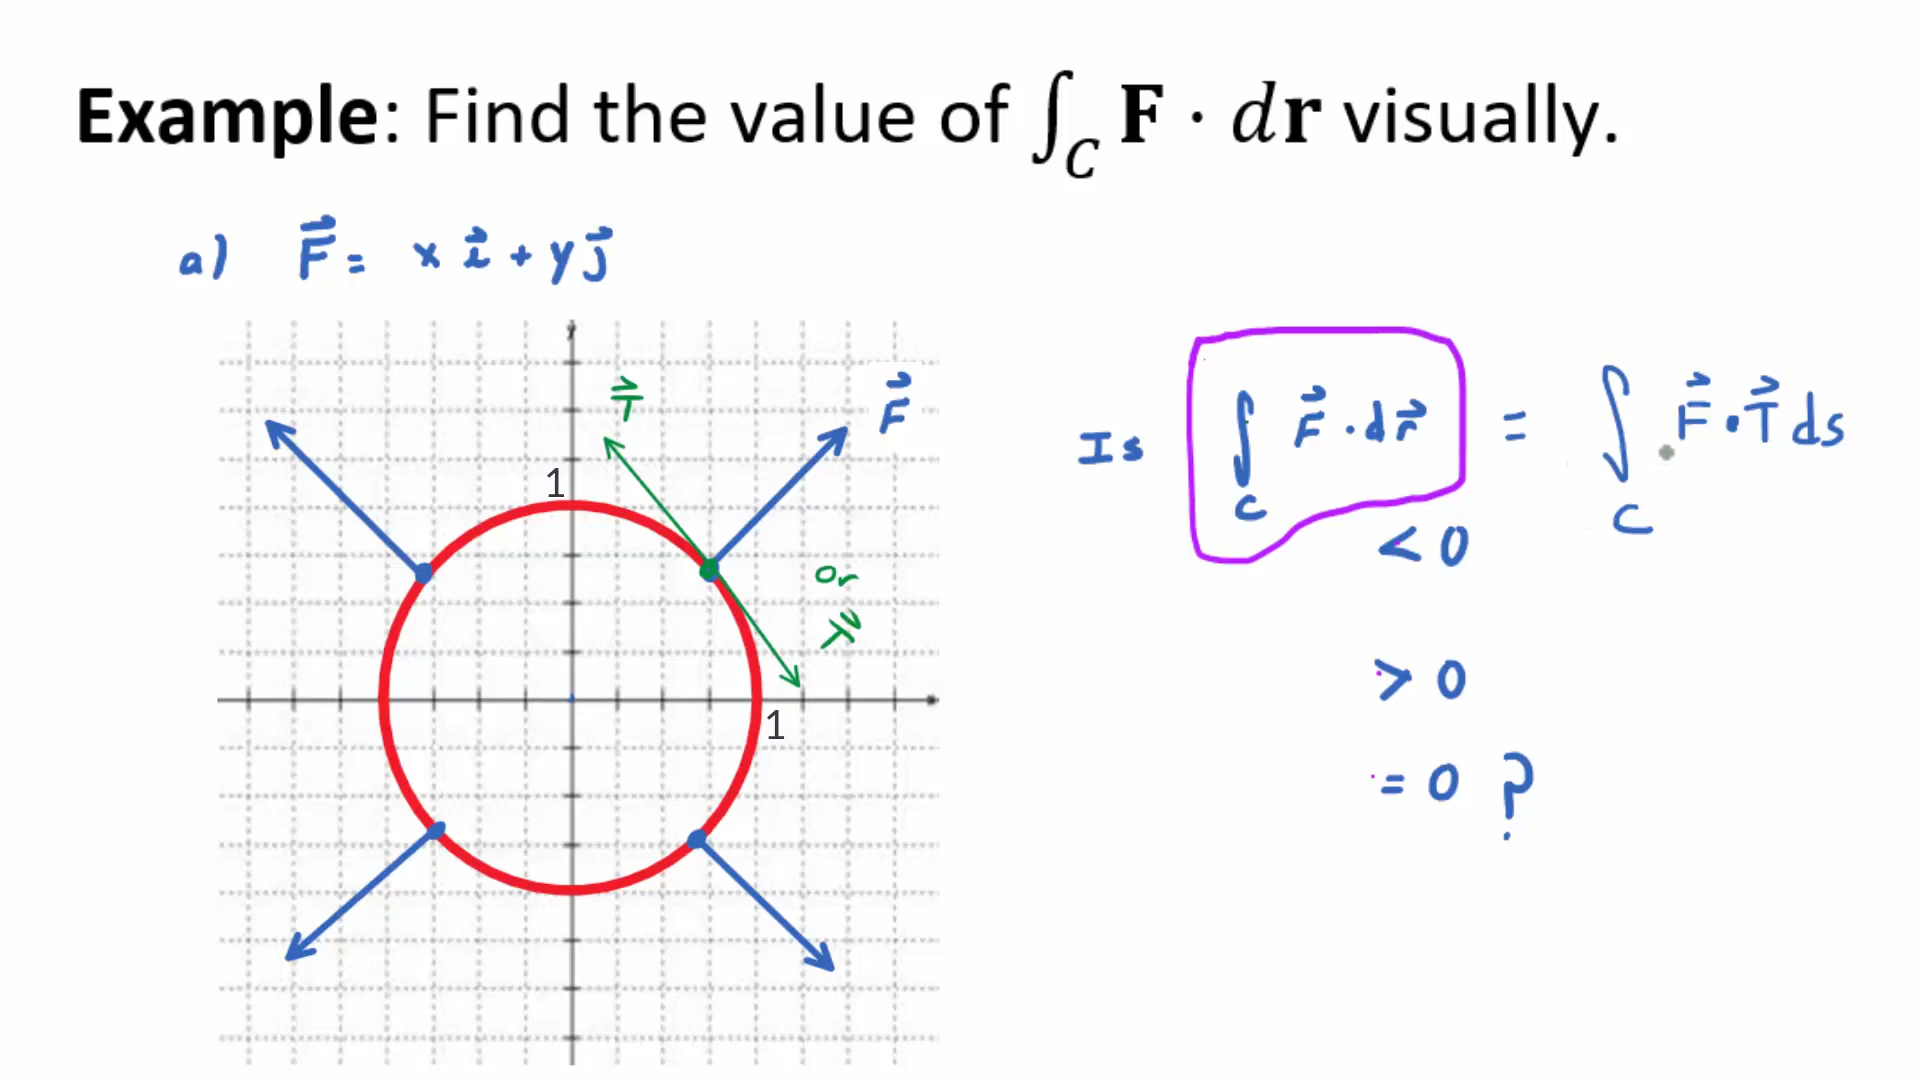 Example: Find the value of ∫_C F · dr visually.
a) F⃗ = x i⃗ + y j⃗
y
T⃗
F⃗
1
or
T⃗
1
Is ∫_C F⃗ · dr⃗ = ∫_C F⃗ · T⃗ ds
< 0
> 0
= 0 ?